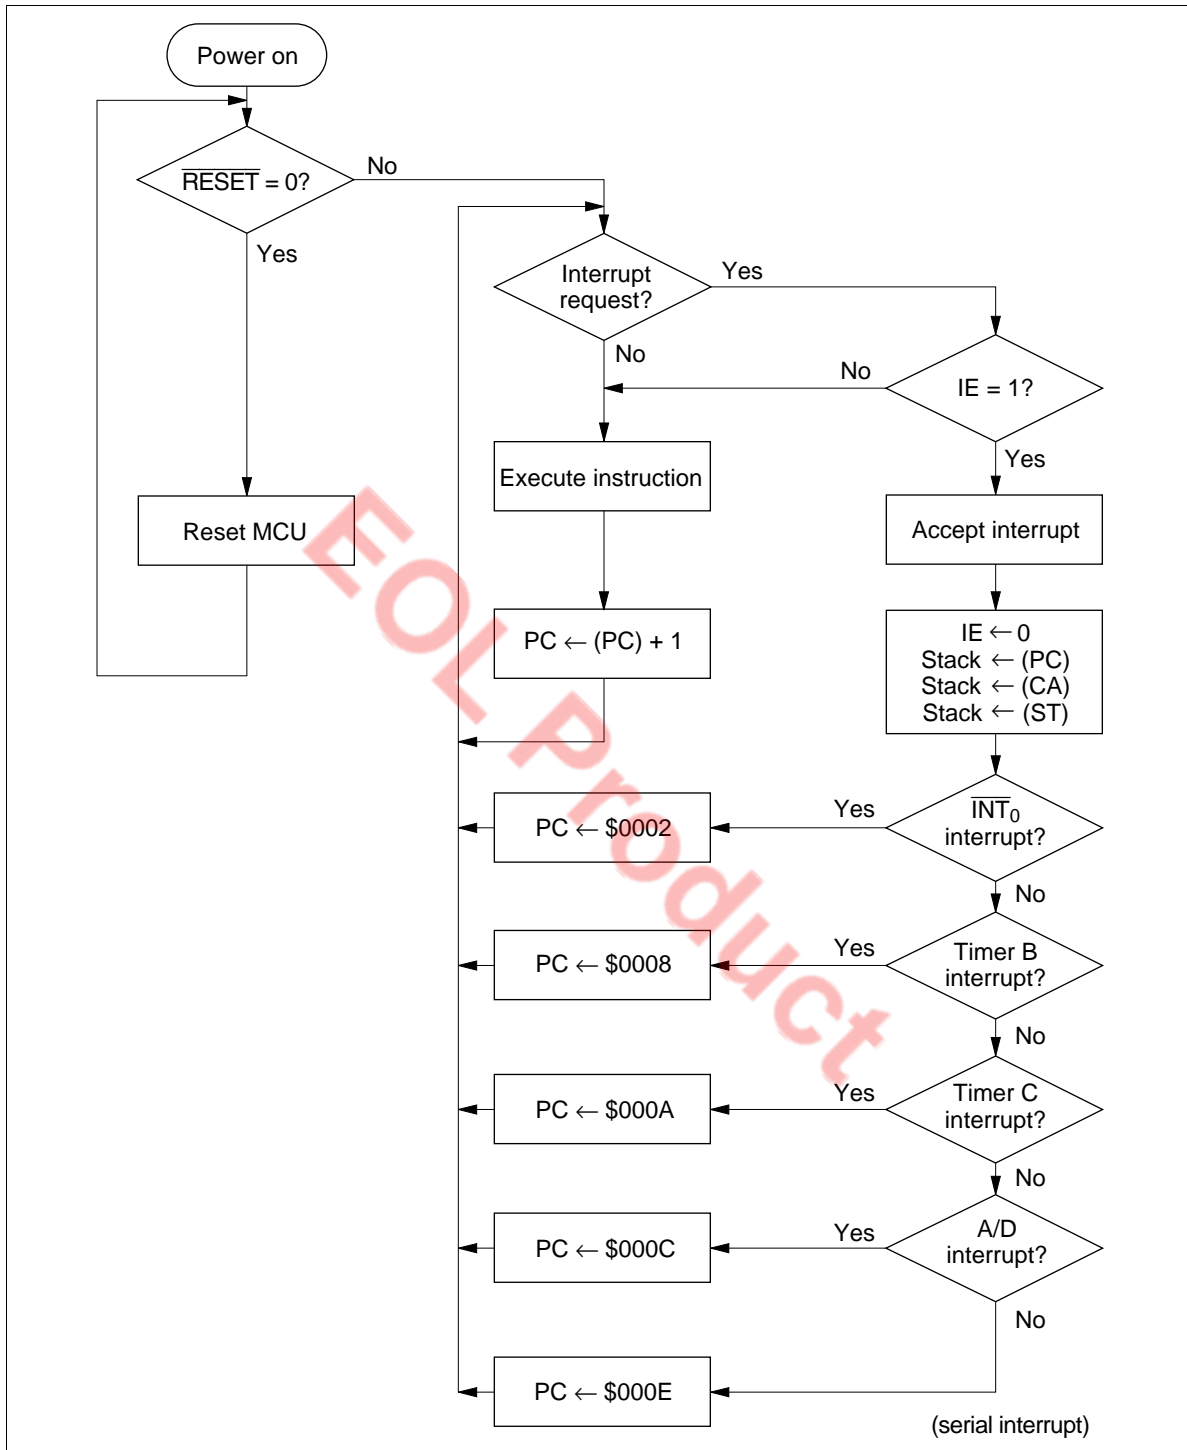 Power on
RESET = 0?
No
Yes
Interrupt
request?
Yes
No
No
IE = 1?
Yes
Execute instruction
Reset MCU
Accept interrupt
PC ← (PC) + 1
IE ← 0
Stack ← (PC)
Stack ← (CA)
Stack ← (ST)
PC ← $0002
Yes
INT0
interrupt?
No
PC ← $0008
Yes
Timer B
interrupt?
No
PC ← $000A
Yes
Timer C
interrupt?
No
PC ← $000C
Yes
A/D
interrupt?
No
PC ← $000E
(serial interrupt)
EOL Product